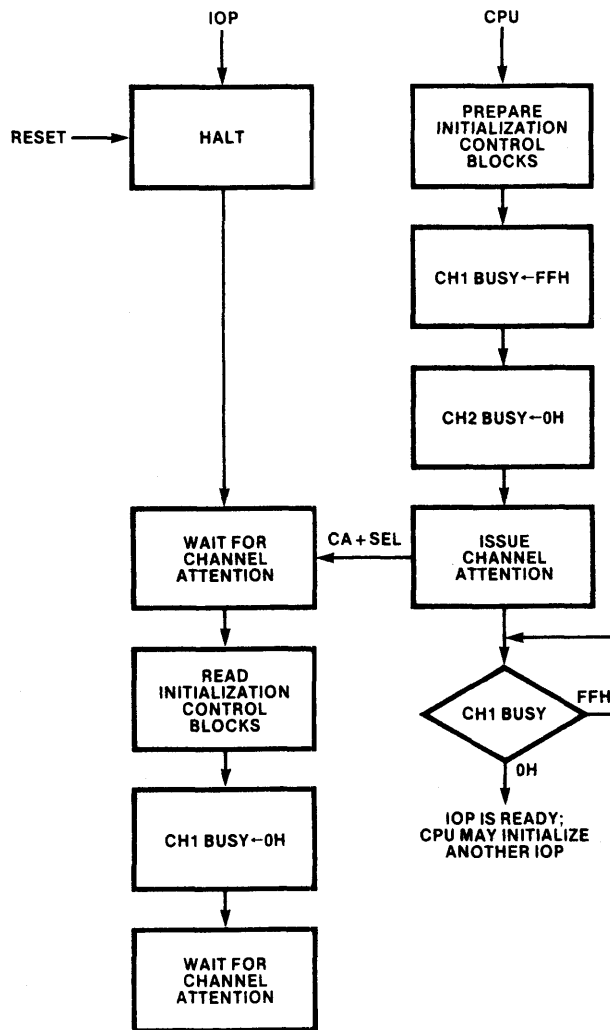 IOP
CPU
RESET
HALT
PREPARE
INITIALIZATION
CONTROL
BLOCKS
CH1 BUSY←FFH
CH2 BUSY←0H
WAIT FOR
CHANNEL
ATTENTION
CA + SEL
ISSUE
CHANNEL
ATTENTION
READ
INITIALIZATION
CONTROL
BLOCKS
CH1 BUSY
FFH
0H
CH1 BUSY←0H
IOP IS READY;
CPU MAY INITIALIZE
ANOTHER IOP
WAIT FOR
CHANNEL
ATTENTION